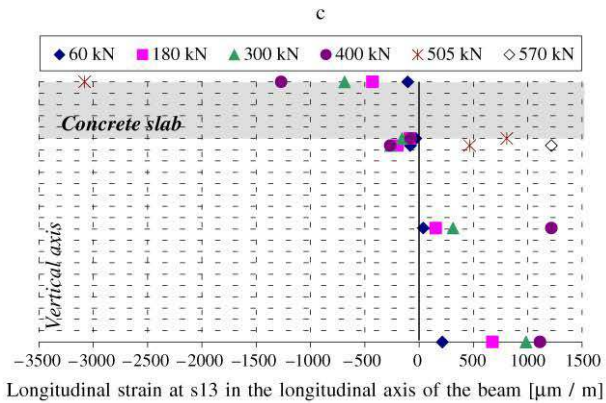 c
60 kN 180 kN 300 kN 400 kN 505 kN 570 kN
Concrete slab
Vertical axis
-3500 -3000 -2500 -2000 -1500 -1000 -500 0 500 1000 1500
Longitudinal strain at s13 in the longitudinal axis of the beam [μm / m]